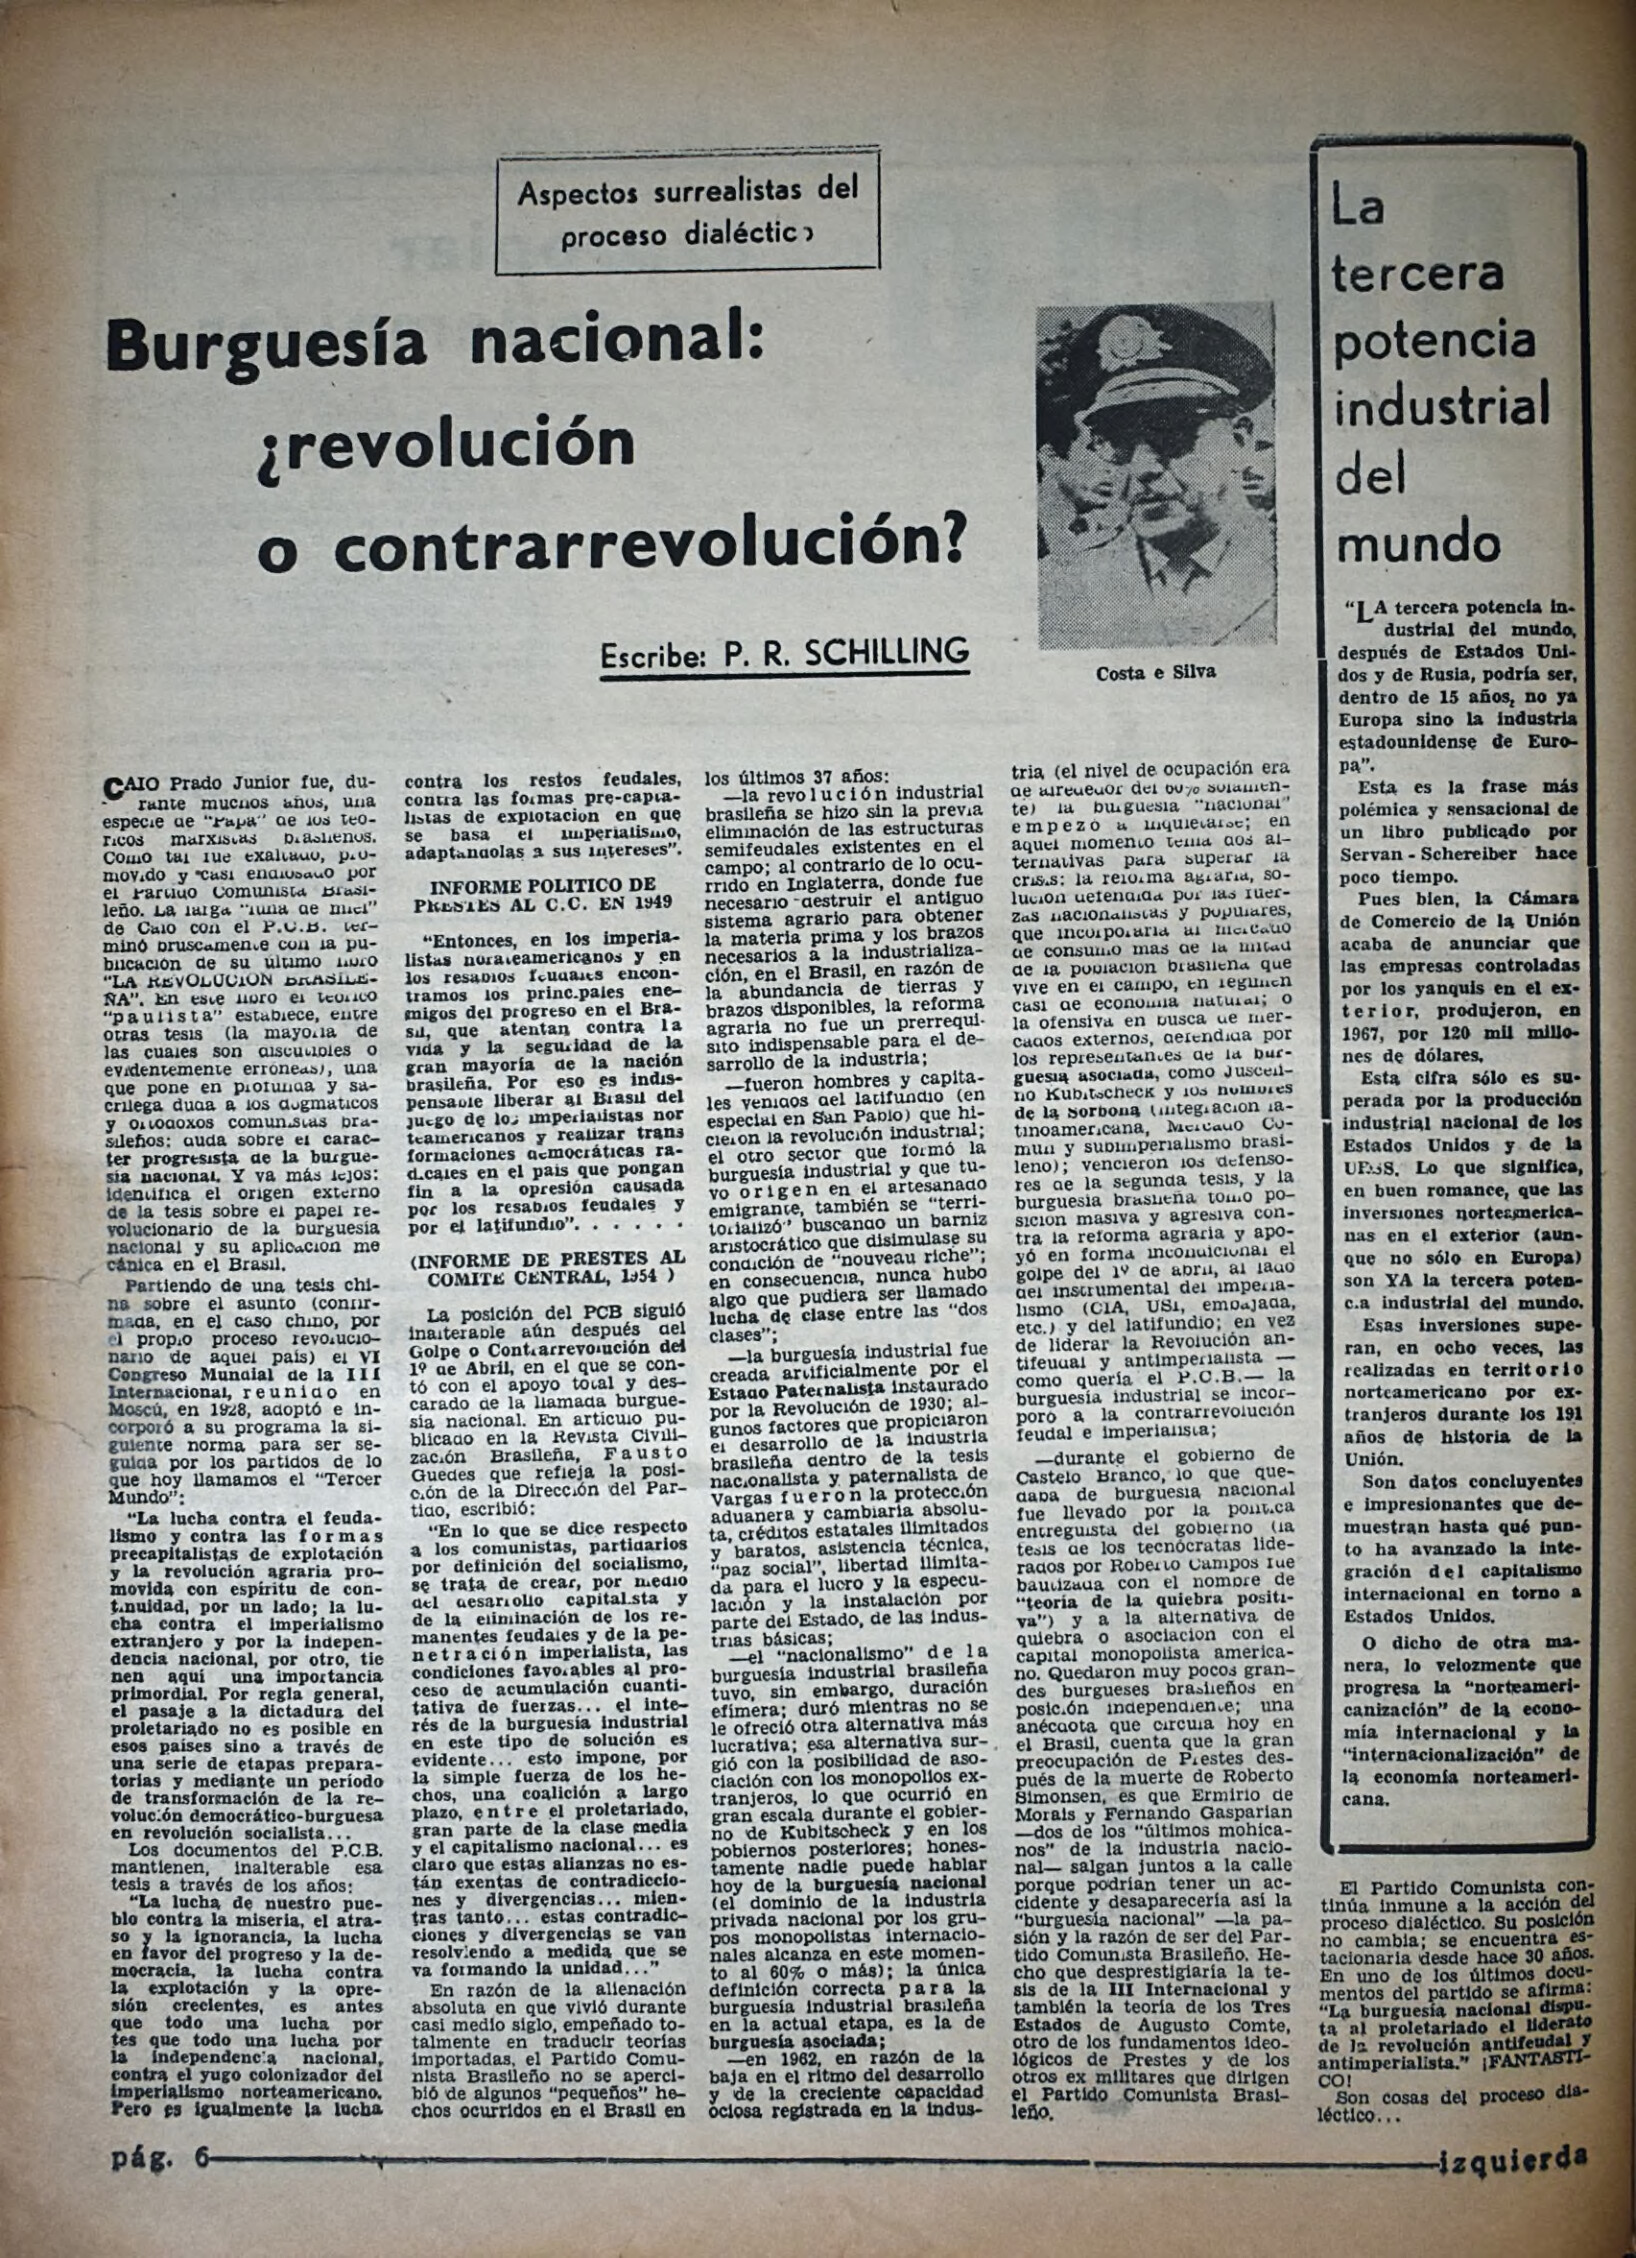 Aspectos surrealistas del
proceso dialéctico
Burguesía nacional:
¿revolución
o contrarrevolución?
Escribe: P. R. SCHILLING
Costa e Silva
CAIO Prado Junior fue, du-
rante muchos años, una
especie de "Papa" de los teó-
ricos marxistas brasileños.
Como tal fue exaltado, pro-
movido y casi endiosado por
el Partido Comunista Brasi-
leño. La larga "luna de miel"
de Caio con el P.C.B. ter-
minó bruscamente con la pu-
blicación de su último libro
"LA REVOLUCION BRASILE-
ÑA". En este libro el teórico
"paulista" establece, entre
otras tesis (la mayoría de
las cuales son discutibles o
evidentemente erróneas), una
que pone en profunda y sa-
crílega duda a los dogmáticos
y ortodoxos comunistas bra-
sileños: duda sobre el carác-
ter progresista de la burgue-
sía nacional. Y va más lejos:
identifica el origen externo
de la tesis sobre el papel re-
volucionario de la burguesía
nacional y su aplicación me
cánica en el Brasil.
Partiendo de una tesis chi-
na sobre el asunto (confir-
mada, en el caso chino, por
el propio proceso revolucio-
nario de aquel país) el VI
Congreso Mundial de la III
Internacional, reunido en
Moscú, en 1928, adoptó e in-
corporó a su programa la si-
guiente norma para ser se-
guida por los partidos de lo
que hoy llamamos el "Tercer
Mundo":
"La lucha contra el feuda-
lismo y contra las formas
precapitalistas de explotación
y la revolución agraria pro-
movida con espíritu de con-
tinuidad, por un lado; la lu-
cha contra el imperialismo
extranjero y por la indepen-
dencia nacional, por otro, tie
nen aquí una importancia
primordial. Por regla general,
el pasaje a la dictadura del
proletariado no es posible en
esos países sino a través de
una serie de etapas prepara-
torias y mediante un período
de transformación de la re-
volución democrático-burguesa
en revolución socialista...
Los documentos del P.C.B.
mantienen, inalterable esa
tesis a través de los años:
"La lucha de nuestro pue-
blo contra la miseria, el atra-
so y la ignorancia, la lucha
en favor del progreso y la de-
mocracia, la lucha contra
la explotación y la opre-
sión crecientes, es antes
que todo una lucha por
tes que todo una lucha por
la independencia nacional,
contra el yugo colonizador del
imperialismo norteamericano.
Pero es igualmente la lucha
contra los restos feudales,
contra las formas pre-capita-
listas de explotación en que
se basa el imperialismo,
adaptándolas a sus intereses".
INFORME POLITICO DE
PRESTES AL C.C. EN 1949
"Entonces, en los imperia-
listas norteamericanos y en
los resabios feudales encon-
tramos los principales ene-
migos del progreso en el Bra-
sil, que atentan contra la
vida y la seguridad de la
gran mayoría de la nación
brasileña. Por eso es indis-
pensable liberar al Brasil del
juego de los imperialistas nor
teamericanos y realizar trans
formaciones democráticas ra-
dicales en el país que pongan
fin a la opresión causada
por los resabios feudales y
por el latifundio". . . . . .
(INFORME DE PRESTES AL
COMITE CENTRAL, 1954 )
La posición del PCB siguió
inalterable aún después del
Golpe o Contrarrevolución del
1º de Abril, en el que se con-
tó con el apoyo total y des-
carado de la llamada burgue-
sía nacional. En artículo pu-
blicado en la Revista Civili-
zación Brasileña, Fausto
Guedes que refleja la posi-
ción de la Dirección del Par-
tido, escribió:
"En lo que se dice respecto
a los comunistas, partidarios
por definición del socialismo,
se trata de crear, por medio
del desarrollo capitalista y
de la eliminación de los re-
manentes feudales y de la pe-
netración imperialista, las
condiciones favorables al pro-
ceso de acumulación cuanti-
tativa de fuerzas... el inte-
rés de la burguesía industrial
en este tipo de solución es
evidente... esto impone, por
la simple fuerza de los he-
chos, una coalición a largo
plazo, entre el proletariado,
gran parte de la clase media
y el capitalismo nacional... es
claro que estas alianzas no es-
tán exentas de contradiccio-
nes y divergencias... mien-
tras tanto... estas contradic-
ciones y divergencias se van
resolviendo a medida que se
va formando la unidad..."
En razón de la alienación
absoluta en que vivió durante
casi medio siglo, empeñado to-
talmente en traducir teorías
importadas, el Partido Comu-
nista Brasileño no se aperci-
bió de algunos "pequeños" he-
chos ocurridos en el Brasil en
los últimos 37 años:
—la revolución industrial
brasileña se hizo sin la previa
eliminación de las estructuras
semifeudales existentes en el
campo; al contrario de lo ocu-
rrido en Inglaterra, donde fue
necesario destruir el antiguo
sistema agrario para obtener
la materia prima y los brazos
necesarios a la industrializa-
ción, en el Brasil, en razón de
la abundancia de tierras y
brazos disponibles, la reforma
agraria no fue un prerrequi-
sito indispensable para el de-
sarrollo de la industria;
—fueron hombres y capita-
les venidos del latifundio (en
especial en San Pablo) que hi-
cieron la revolución industrial;
el otro sector que formó la
burguesía industrial y que tu-
vo origen en el artesanado
emigrante, también se "terri-
torializó" buscando un barniz
aristocrático que disimulase su
condición de "nouveau riche";
en consecuencia, nunca hubo
algo que pudiera ser llamado
lucha de clase entre las "dos
clases";
—la burguesía industrial fue
creada artificialmente por el
Estado Paternalista instaurado
por la Revolución de 1930; al-
gunos factores que propiciaron
el desarrollo de la industria
brasileña dentro de la tesis
nacionalista y paternalista de
Vargas fueron la protección
aduanera y cambiaria absolu-
ta, créditos estatales ilimitados
y baratos, asistencia técnica,
"paz social", libertad ilimita-
da para el lucro y la especu-
lación y la instalación por
parte del Estado, de las indus-
trias básicas;
—el "nacionalismo" de la
burguesía industrial brasileña
tuvo, sin embargo, duración
efímera; duró mientras no se
le ofreció otra alternativa más
lucrativa; esa alternativa sur-
gió con la posibilidad de aso-
ciación con los monopolios ex-
tranjeros, lo que ocurrió en
gran escala durante el gobier-
no de Kubitscheck y en los
pobiernos posteriores; hones-
tamente nadie puede hablar
hoy de la burguesía nacional
(el dominio de la industria
privada nacional por los gru-
pos monopolistas internacio-
nales alcanza en este momen-
to al 60% o más); la única
definición correcta para la
burguesía industrial brasileña
en la actual etapa, es la de
burguesía asociada;
—en 1962, en razón de la
baja en el ritmo del desarrollo
y de la creciente capacidad
ociosa registrada en la indus-
tria (el nivel de ocupación era
de alrededor del 60% solamen-
te) la burguesía "nacional"
empezó a inquietarse; en
aquel momento tenía dos al-
ternativas para superar la
crisis: la reforma agraria, so-
lución defendida por las fuer-
zas nacionalistas y populares,
que incorporaría al mercado
de consumo más de la mitad
de la población brasileña que
vive en el campo, en régimen
casi de economía natural; o
la ofensiva en busca de mer-
cados externos, defendida por
los representantes de la bur-
guesía asociada, como Jusceli-
no Kubitscheck y los hombres
de la Sorbona (integración la-
tinoamericana, Mercado Co-
mún y subimperialismo brasi-
leño); vencieron los defenso-
res de la segunda tesis, y la
burguesía brasileña tomó po-
sición masiva y agresiva con-
tra la reforma agraria y apo-
yó en forma incondicional el
golpe del 1º de abril, al lado
del instrumental del imperia-
lismo (CIA, USI, embajada,
etc.) y del latifundio; en vez
de liderar la Revolución an-
tifeudal y antimperialista —
como quería el P.C.B.— la
burguesía industrial se incor-
poró a la contrarrevolución
feudal e imperialista;
—durante el gobierno de
Castelo Branco, lo que que-
daba de burguesía nacional
fue llevado por la política
entreguista del gobierno (la
tesis de los tecnócratas lide-
rados por Roberto Campos fue
bautizada con el nombre de
"teoría de la quiebra positi-
va") y a la alternativa de
quiebra o asociación con el
capital monopolista america-
no. Quedaron muy pocos gran-
des burgueses brasileños en
posición independiente; una
anécdota que circula hoy en
el Brasil, cuenta que la gran
preocupación de Prestes des-
pués de la muerte de Roberto
Simonsen, es que Ermirio de
Morais y Fernando Gasparian
—dos de los "últimos mohica-
nos" de la industria nacio-
nal— salgan juntos a la calle
porque podrían tener un ac-
cidente y desaparecería así la
"burguesía nacional" —la pa-
sión y la razón de ser del Par-
tido Comunista Brasileño. He-
cho que desprestigiaría la te-
sis de la III Internacional y
también la teoría de los Tres
Estados de Augusto Comte,
otro de los fundamentos ideo-
lógicos de Prestes y de los
otros ex militares que dirigen
el Partido Comunista Brasi-
leño.
El Partido Comunista con-
tinúa inmune a la acción del
proceso dialéctico. Su posición
no cambia; se encuentra es-
tacionaria desde hace 30 años.
En uno de los últimos docu-
mentos del partido se afirma:
"La burguesía nacional dispu-
ta al proletariado el liderato
de la revolución antifeudal y
antimperialista." ¡FANTASTI-
CO!
Son cosas del proceso dia-
léctico...
La
tercera
potencia
industrial
del
mundo
"LA tercera potencia in-
dustrial del mundo,
después de Estados Uni-
dos y de Rusia, podría ser,
dentro de 15 años, no ya
Europa sino la industria
estadounidense de Euro-
pa".
Esta es la frase más
polémica y sensacional de
un libro publicado por
Servan - Schereiber hace
poco tiempo.
Pues bien, la Cámara
de Comercio de la Unión
acaba de anunciar que
las empresas controladas
por los yanquis en el ex-
terior, produjeron, en
1967, por 120 mil millo-
nes de dólares.
Esta cifra sólo es su-
perada por la producción
industrial nacional de los
Estados Unidos y de la
URSS. Lo que significa,
en buen romance, que las
inversiones norteamerica-
nas en el exterior (aun-
que no sólo en Europa)
son YA la tercera poten-
cia industrial del mundo.
Esas inversiones supe-
ran, en ocho veces, las
realizadas en territorio
norteamericano por ex-
tranjeros durante los 191
años de historia de la
Unión.
Son datos concluyentes
e impresionantes que de-
muestran hasta qué pun-
to ha avanzado la inte-
gración del capitalismo
internacional en torno a
Estados Unidos.
O dicho de otra ma-
nera, lo velozmente que
progresa la "norteameri-
canización" de la econo-
mía internacional y la
"internacionalización" de
la economía norteameri-
cana.
pág. 6
izquierda